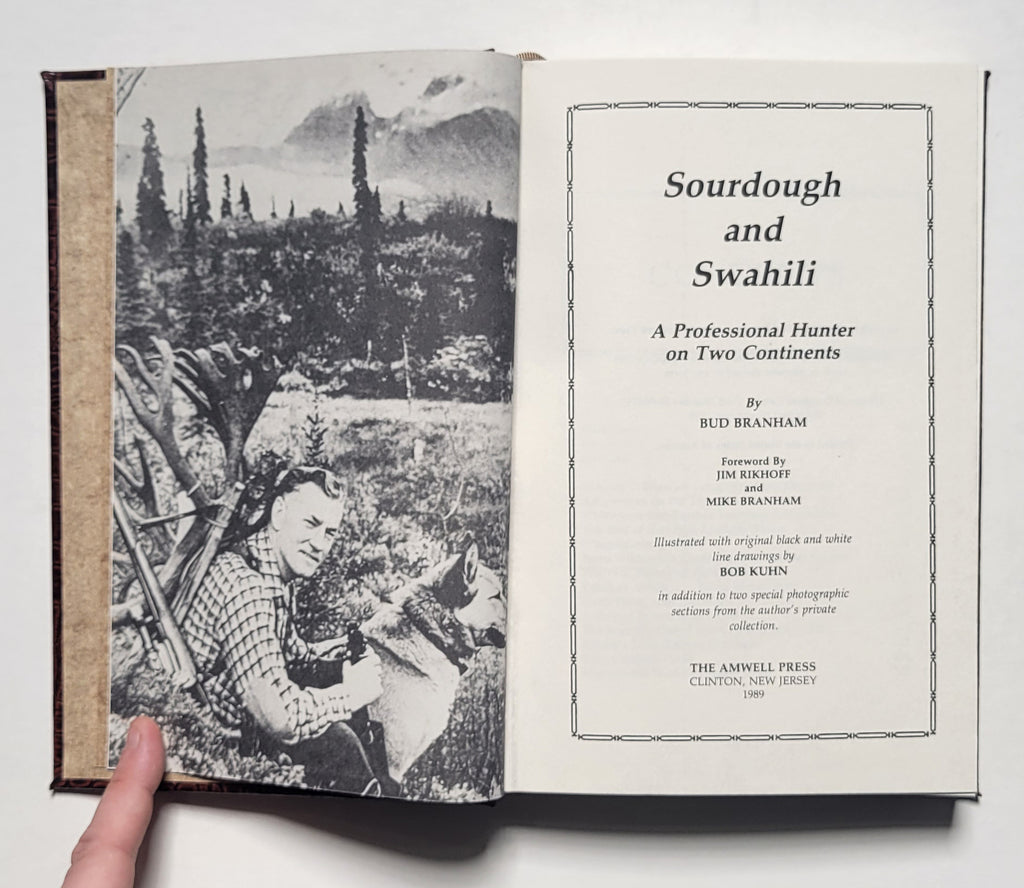 Sourdough
and
Swahili
A Professional Hunter
on Two Continents
By
BUD BRANHAM
Foreword By
JIM RIKHOFF
and
MIKE BRANHAM
Illustrated with original black and white
line drawings by
BOB KUHN
in addition to two special photographic
sections from the author's private
collection.
THE AMWELL PRESS
CLINTON, NEW JERSEY
1989